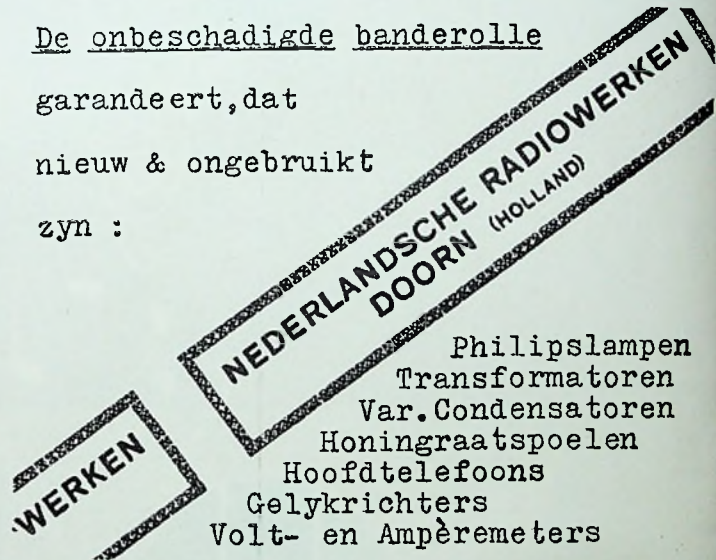 De onbeschadigde banderolle
garandeert,dat
nieuw & ongebruikt
zyn :
NEDERLANDSCHE RADIOWERKEN
DOORN (HOLLAND)
WERKEN
Philipslampen
Transformatoren
Var.Condensatoren
Honingraatspoelen
Hoofdtelefoons
Gelykrichters
Volt- en Ampèremeters